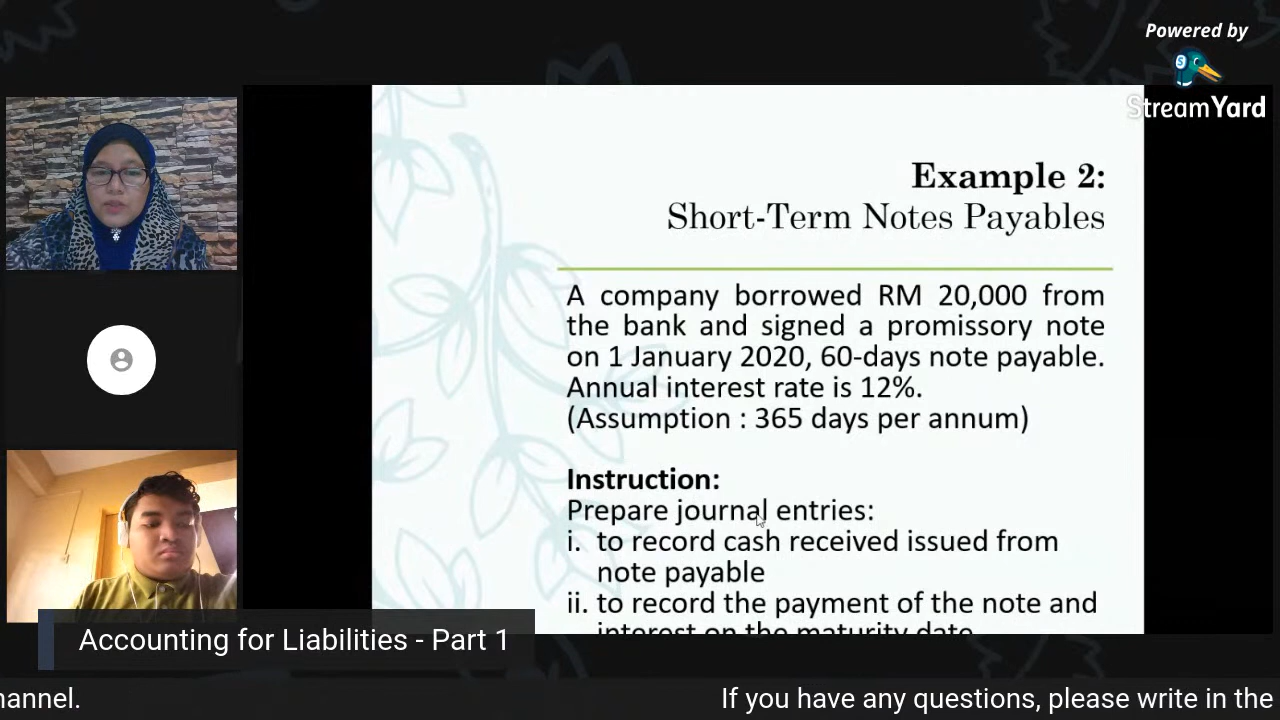 Powered by
StreamYard
Example 2:
Short-Term Notes Payables
A company borrowed RM 20,000 from
the bank and signed a promissory note
on 1 January 2020, 60-days note payable.
Annual interest rate is 12%.
(Assumption : 365 days per annum)
Instruction:
Prepare journal entries:
i. to record cash received issued from
note payable
ii. to record the payment of the note and
interest on the maturity date
Accounting for Liabilities - Part 1
hannel.
If you have any questions, please write in the